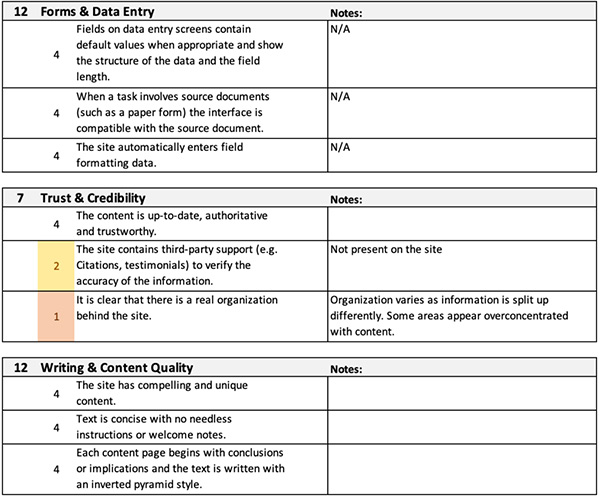 12 Forms & Data Entry Notes:
4 Fields on data entry screens contain N/A
default values when appropriate and show
the structure of the data and the field
length.
4 When a task involves source documents N/A
(such as a paper form) the interface is
compatible with the source document.
4 The site automatically enters field N/A
formatting data.
7 Trust & Credibility Notes:
4 The content is up-to-date, authoritative
and trustworthy.
2 The site contains third-party support (e.g. Not present on the site
Citations, testimonials) to verify the
accuracy of the information.
1 It is clear that there is a real organization Organization varies as information is split up
behind the site. differently. Some areas appear overconcentrated
with content.
12 Writing & Content Quality Notes:
4 The site has compelling and unique
content.
4 Text is concise with no needless
instructions or welcome notes.
4 Each content page begins with conclusions
or implications and the text is written with
an inverted pyramid style.